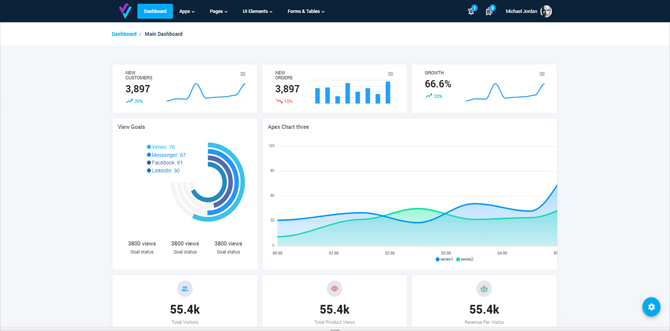 Dashboard
Apps
Pages
UI Elements
Forms & Tables
1
5
Michael Jordan
Dashboard / Main Dashboard
NEW
CUSTOMERS
3,897
20%
NEW
ORDERS
3,897
10%
GROWTH
66.6%
20%
View Goals
Vimeo: 76
Messenger: 67
Facebook: 61
LinkedIn: 90
3800 views
Goal status
3800 views
Goal status
3800 views
Goal status
Apex Chart three
120
90
60
30
0
00:00
01:00
02:00
03:00
04:00
series1
series2
55.4k
Total Visitors
55.4k
Total Product Views
55.4k
Revenue Per Visitor